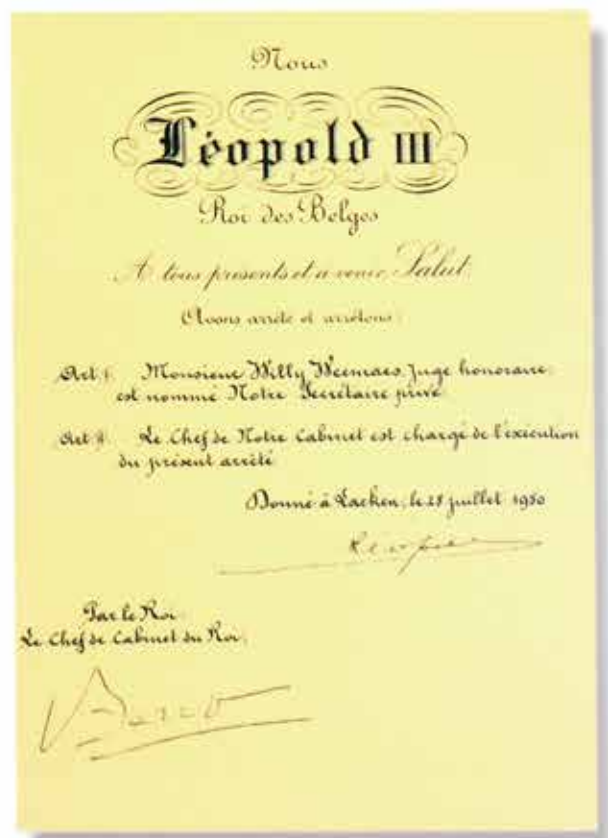 Nous
Léopold III
Roi des Belges
A tous présents et à venir, Salut.
Avons arrêté et arrêtons:
Art 1. Monsieur Willy Weemaes, Juge honoraire,
est nommé Notre Secrétaire privé.
Art 2. Le Chef de Notre Cabinet est chargé de l'exécution
du présent arrêté.
Donné à Laeken, le juillet 1950
Par le Roi:
Le Chef de Cabinet du Roi,